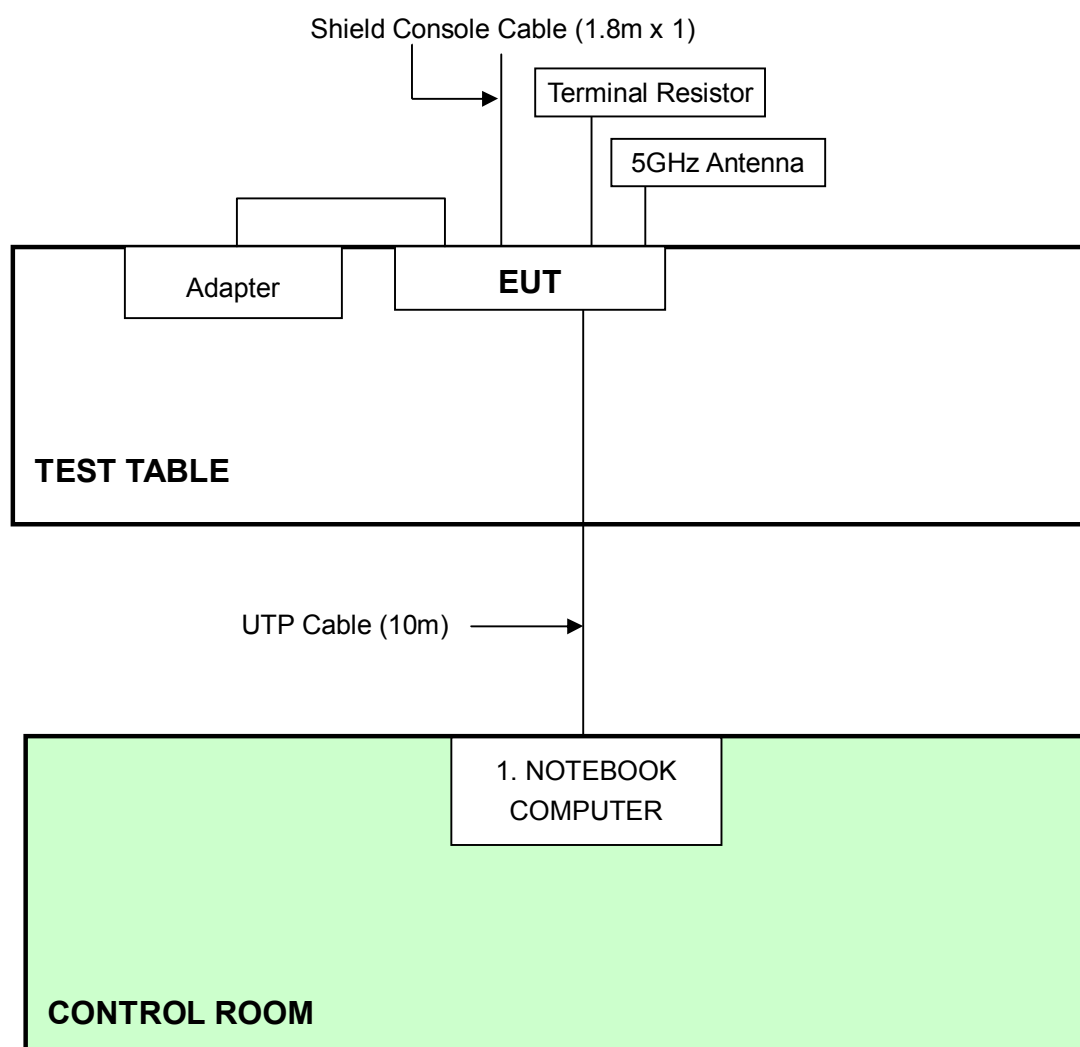 Shield Console Cable (1.8m x 1)
Terminal Resistor
5GHz Antenna
Adapter
EUT
TEST TABLE
UTP Cable (10m)
1. NOTEBOOK
COMPUTER
CONTROL ROOM